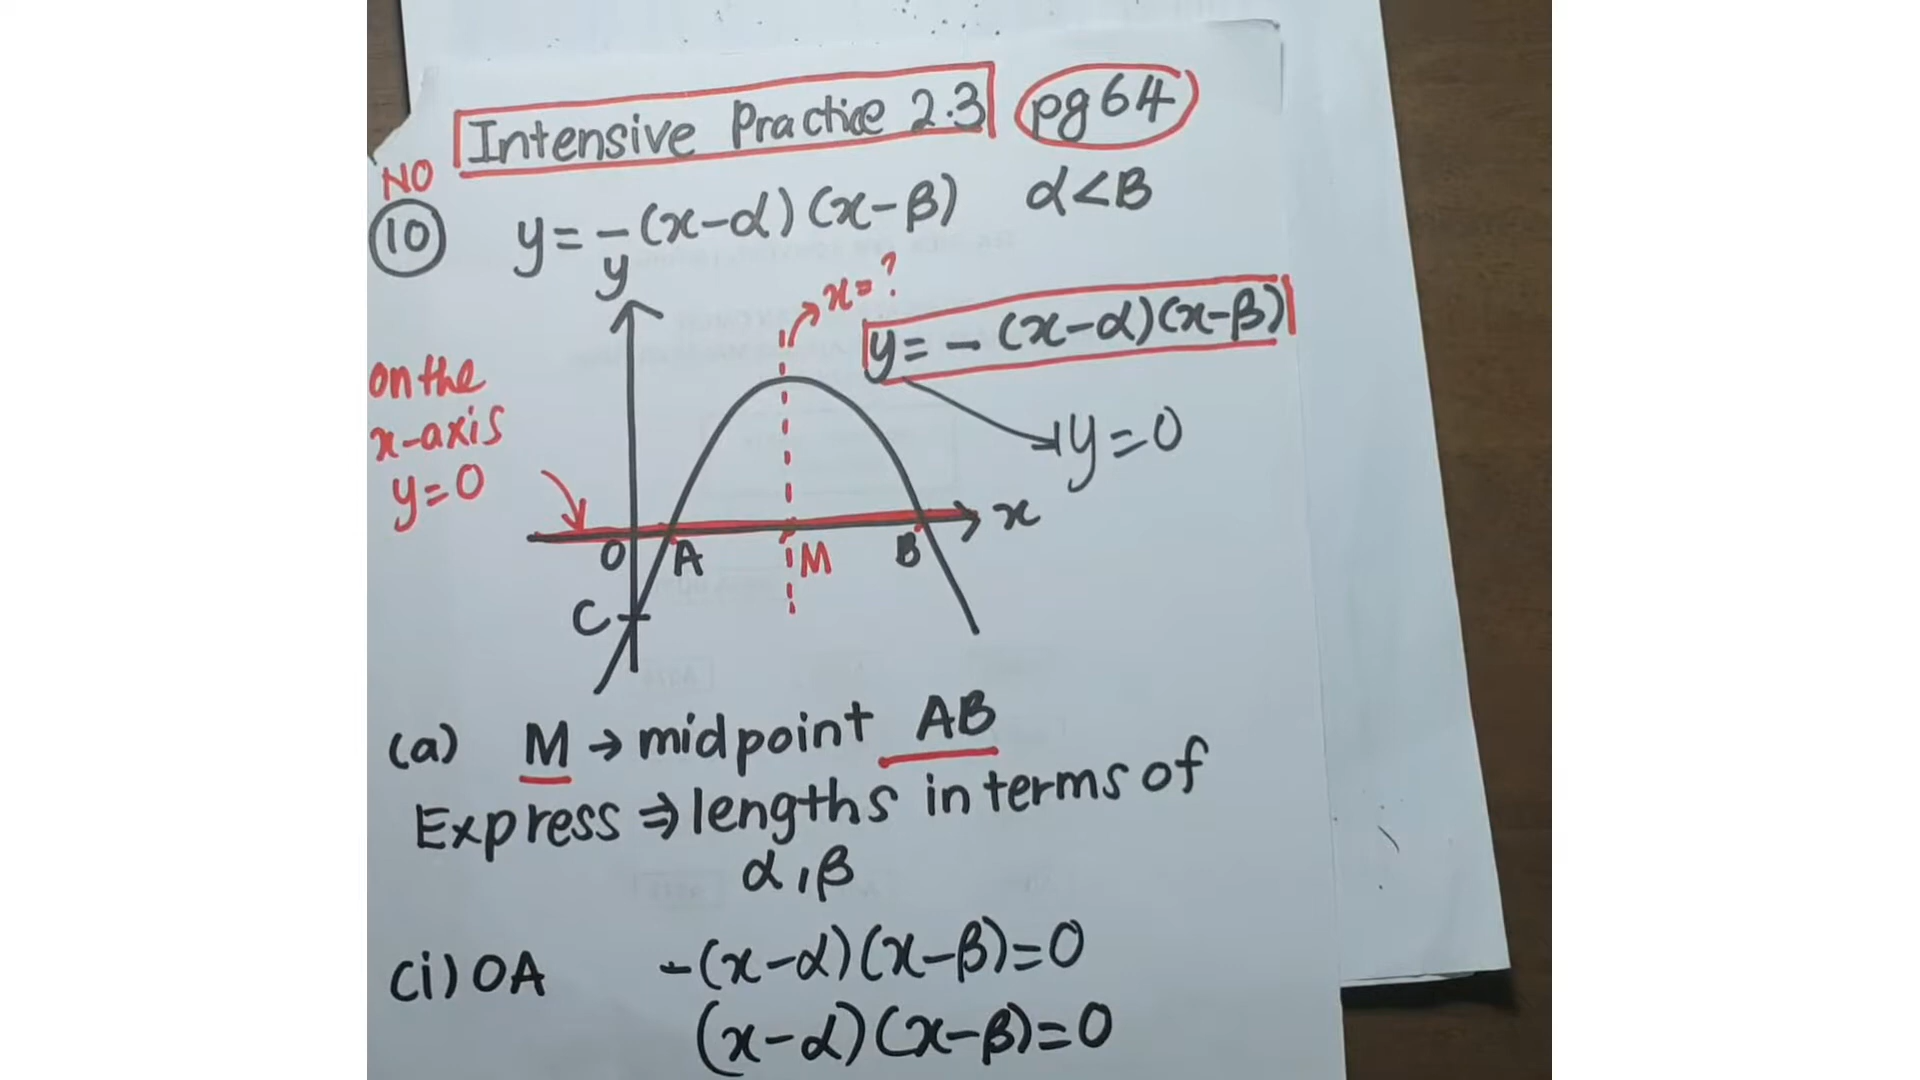 Intensive Practice 2.3 pg 64
NO
10 y = -(x-α)(x-β) α<B
y
x=?
y = -(x-α)(x-β)
on the
x-axis
y=0
y=0
x
O A M B
C
(a) M → midpoint AB
Express ⇒ lengths in terms of
α, β
(i) OA -(x-α)(x-β)=0
(x-α)(x-β)=0